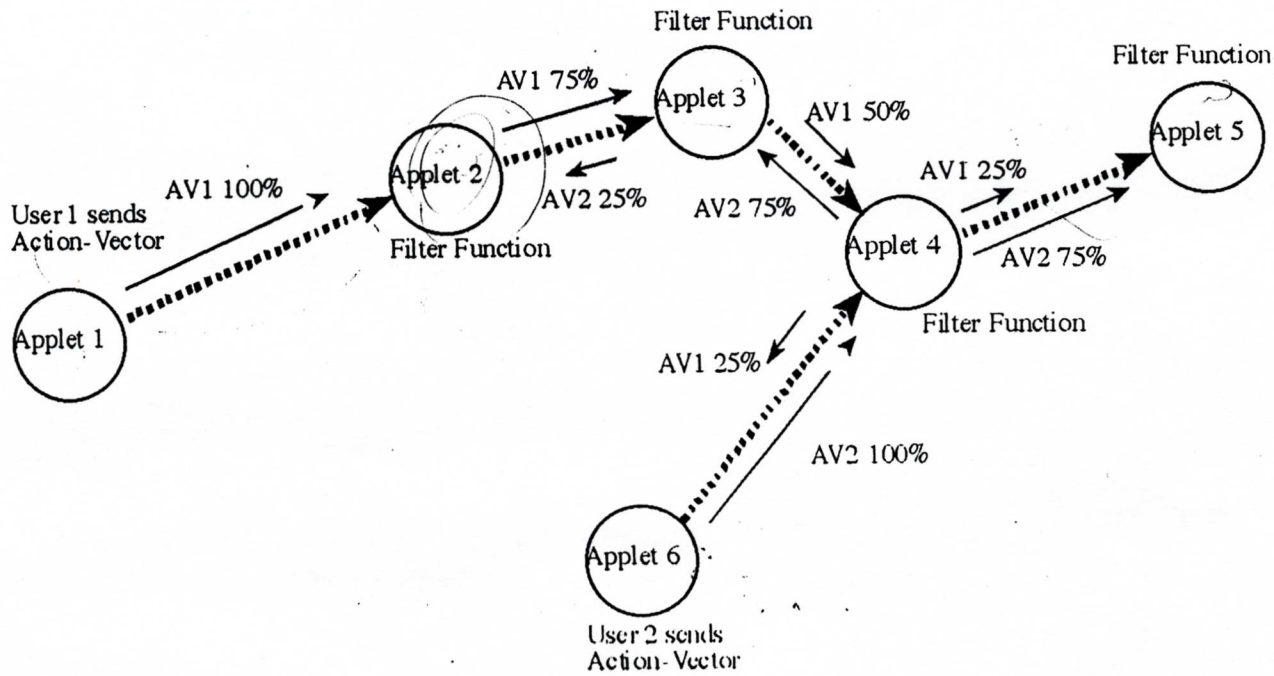 Filter Function
Filter Function
AV1 75%
Applet 3
AV1 50%
Applet 5
Applet 2
AV1 100%
AV2 25%
AV1 25%
User 1 sends
Action-Vector
AV2 75%
Filter Function
Applet 4
AV2 75%
Applet 1
Filter Function
AV1 25%
AV2 100%
Applet 6
User 2 sends
Action-Vector